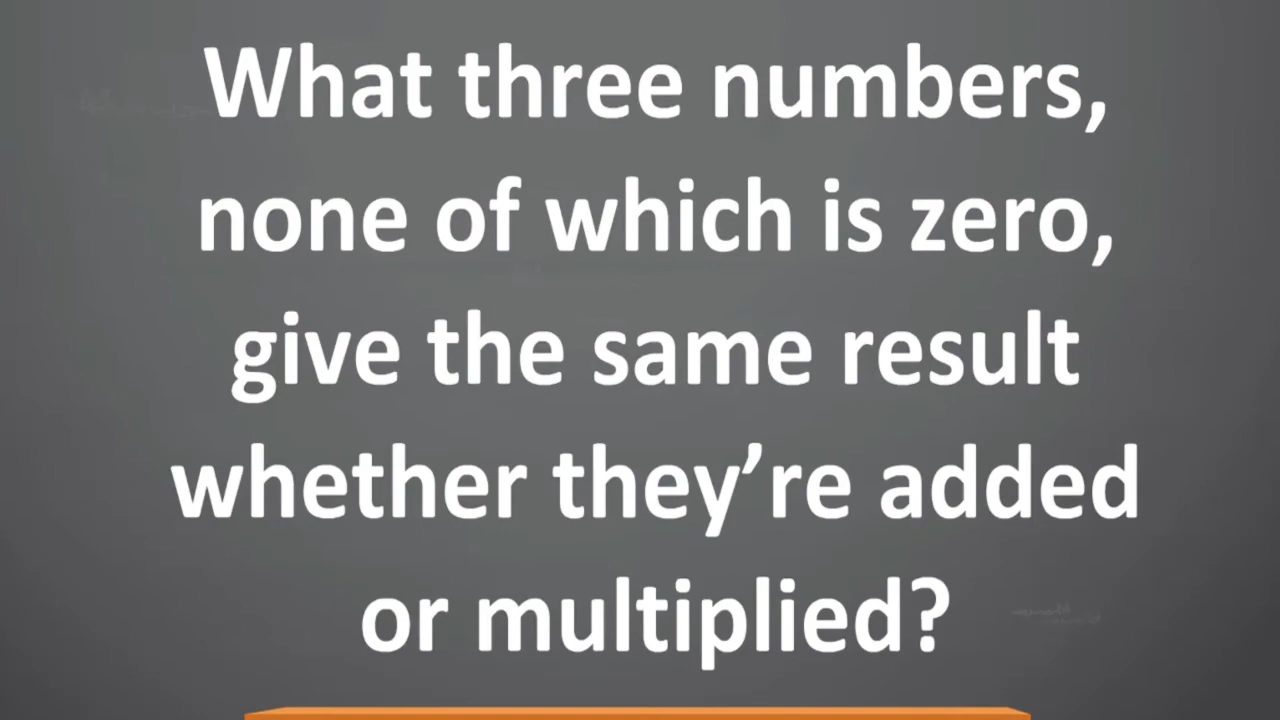 What three numbers,
none of which is zero,
give the same result
whether they’re added
or multiplied?